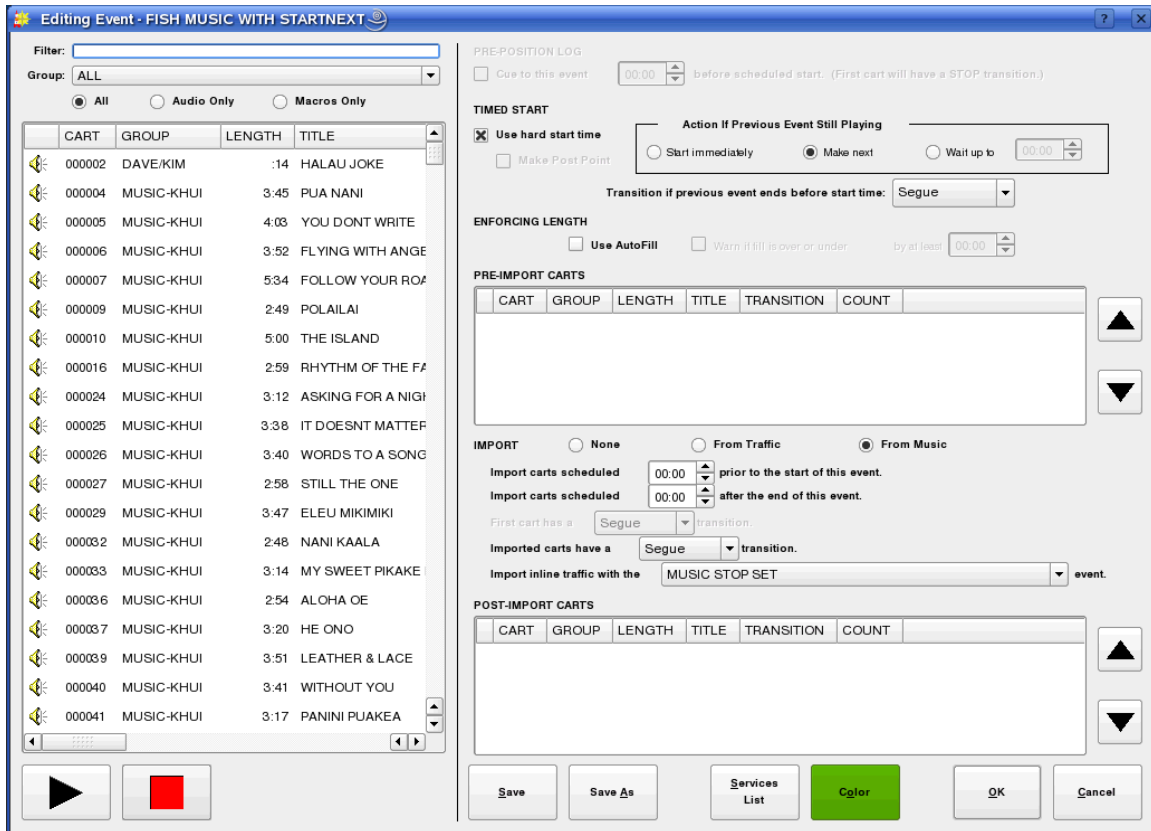 Editing Event - FISH MUSIC WITH STARTNEXT
? X
Filter:
Group: ALL
All Audio Only Macros Only
CART GROUP LENGTH TITLE
000002 DAVE/KIM :14 HALAU JOKE
000004 MUSIC-KHUI 3:45 PUA NANI
000005 MUSIC-KHUI 4:03 YOU DONT WRITE
000006 MUSIC-KHUI 3:52 FLYING WITH ANGE
000007 MUSIC-KHUI 5:34 FOLLOW YOUR ROA
000009 MUSIC-KHUI 2:49 POLAILAI
000010 MUSIC-KHUI 5:00 THE ISLAND
000016 MUSIC-KHUI 2:59 RHYTHM OF THE FA
000024 MUSIC-KHUI 3:12 ASKING FOR A NIGH
000025 MUSIC-KHUI 3:38 IT DOESNT MATTER
000026 MUSIC-KHUI 3:40 WORDS TO A SONG
000027 MUSIC-KHUI 2:58 STILL THE ONE
000029 MUSIC-KHUI 3:47 ELEU MIKIMIKI
000032 MUSIC-KHUI 2:48 NANI KAALA
000033 MUSIC-KHUI 3:14 MY SWEET PIKAKE
000036 MUSIC-KHUI 2:54 ALOHA OE
000037 MUSIC-KHUI 3:20 HE ONO
000039 MUSIC-KHUI 3:51 LEATHER & LACE
000040 MUSIC-KHUI 3:41 WITHOUT YOU
000041 MUSIC-KHUI 3:17 PANINI PUAKEA
PRE-POSITION LOG
Cue to this event 00:00 before scheduled start. (First cart will have a STOP transition.)
TIMED START
Use hard start time
Make Post Point
Action If Previous Event Still Playing
Start immediately Make next Wait up to 00:00
Transition if previous event ends before start time: Segue
ENFORCING LENGTH
Use AutoFill Warn if fill is over or under by at least 00:00
PRE-IMPORT CARTS
CART GROUP LENGTH TITLE TRANSITION COUNT
IMPORT None From Traffic From Music
Import carts scheduled 00:00 prior to the start of this event.
Import carts scheduled 00:00 after the end of this event.
First cart has a Segue transition.
Imported carts have a Segue transition.
Import inline traffic with the MUSIC STOP SET event.
POST-IMPORT CARTS
CART GROUP LENGTH TITLE TRANSITION COUNT
Save Save As Services List Color OK Cancel